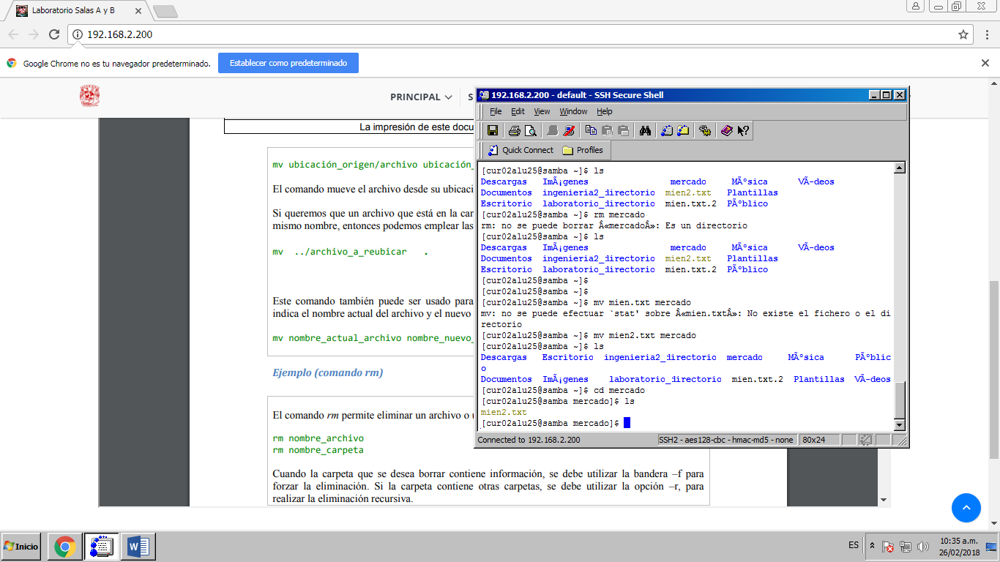 Laboratorio Salas A y B
192.168.2.200
Google Chrome no es tu navegador predeterminado.
Establecer como predeterminado
PRINCIPAL
S
La impresión de este docu
mv ubicación_origen/archivo ubicación_
El comando mueve el archivo desde su ubicaci
Si queremos que un archivo que está en la car
mismo nombre, entonces podemos emplear las
mv ../archivo_a_reubicar .
Este comando también puede ser usado para
indica el nombre actual del archivo y el nuevo
mv nombre_actual_archivo nombre_nuevo_
Ejemplo (comando rm)
El comando rm permite eliminar un archivo o u
rm nombre_archivo
rm nombre_carpeta
Cuando la carpeta que se desea borrar contiene información, se debe utilizar la bandera –f para
forzar la eliminación. Si la carpeta contiene otras carpetas, se debe utilizar la opción –r, para
realizar la eliminación recursiva.
192.168.2.200 - default - SSH Secure Shell
File Edit View Window Help
Quick Connect Profiles
[cur02alu25@samba ~]$ ls
Descargas ImÃ¡genes mercado MÃºsica VÃ-deos
Documentos ingenieria2_directorio mien2.txt Plantillas
Escritorio laboratorio_directorio mien.txt.2 PÃºblico
[cur02alu25@samba ~]$ rm mercado
rm: no se puede borrar Â«mercadoÂ»: Es un directorio
[cur02alu25@samba ~]$ ls
Descargas ImÃ¡genes mercado MÃºsica VÃ-deos
Documentos ingenieria2_directorio mien2.txt Plantillas
Escritorio laboratorio_directorio mien.txt.2 PÃºblico
[cur02alu25@samba ~]$
[cur02alu25@samba ~]$
[cur02alu25@samba ~]$ mv mien.txt mercado
mv: no se puede efectuar `stat' sobre Â«mien.txtÂ»: No existe el fichero o el di
rectorio
[cur02alu25@samba ~]$ mv mien2.txt mercado
[cur02alu25@samba ~]$ ls
Descargas Escritorio ingenieria2_directorio mercado MÃºsica PÃºblic
o
Documentos ImÃ¡genes laboratorio_directorio mien.txt.2 Plantillas VÃ-deos
[cur02alu25@samba ~]$ cd mercado
[cur02alu25@samba mercado]$ ls
mien2.txt
[cur02alu25@samba mercado]$
Connected to 192.168.2.200
SSH2 - aes128-cbc - hmac-md5 - none
80x24
Inicio
ES
10:35 a.m.
26/02/2018